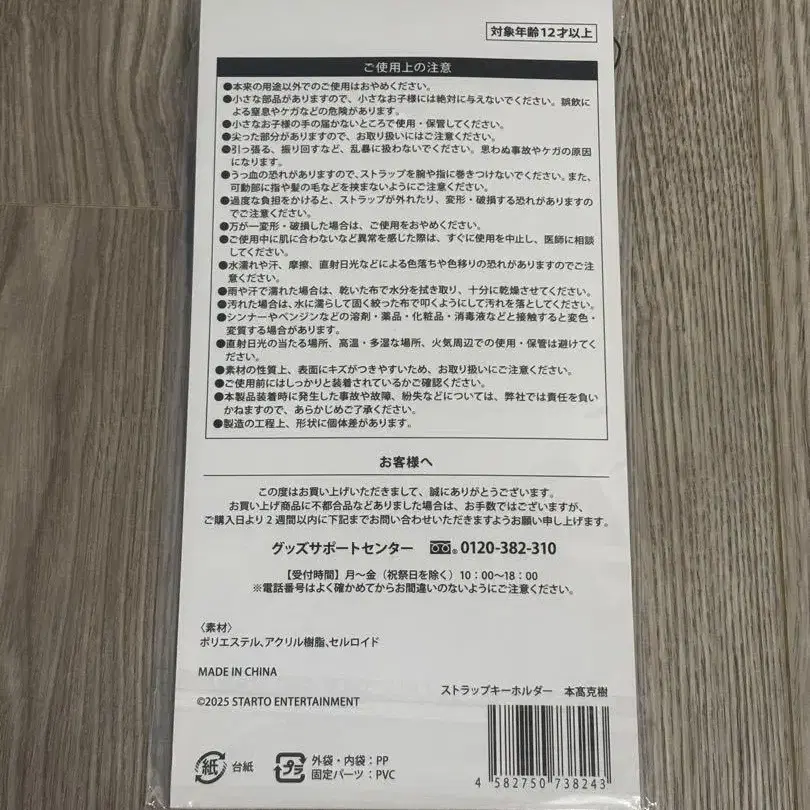 対象年齢12才以上
ご使用上の注意
●本来の用途以外でのご使用はおやめください。
●小さな部品がありますので、小さなお子様には絶対に与えないでください。誤飲に
よる窒息やケガなどの危険があります。
●小さなお子様の手の届かないところで使用・保管してください。
●尖った部分がありますので、お取り扱いにはご注意ください。
●引っ張る、振り回すなど、乱暴に扱わないでください。思わぬ事故やケガの原因
になります。
●うっ血の恐れがありますので、ストラップを腕や指に巻きつけないでください。また、
可動部に指や髪の毛などを挟まないようにご注意ください。
●過度な負担をかけると、ストラップが外れたり、変形・破損する恐れがありますの
でご注意ください。
●万が一変形・破損した場合は、ご使用をおやめください。
●ご使用中に肌に合わないなど異常を感じた際は、すぐに使用を中止し、医師に相談
してください。
●水濡れや汗、摩擦、直射日光などによる色落ちや色移りの恐れがありますのでご注
意ください。
●雨や汗で濡れた場合は、乾いた布で水分を拭き取り、十分に乾燥させてください。
●汚れた場合は、水に濡らして固く絞った布で叩くようにして汚れを落としてください。
●シンナーやベンジンなどの溶剤・薬品・化粧品・消毒液などと接触すると変色・
変質する場合があります。
●直射日光の当たる場所、高温・多湿な場所、火気周辺での使用・保管は避けてく
ださい。
●素材の性質上、表面にキズがつきやすいため、お取り扱いにご注意ください。
●ご使用前にはしっかりと装着されているかご確認ください。
●本製品装着時に発生した事故や故障、紛失などについては、弊社では責任を負い
かねますので、あらかじめご了承ください。
●製造の工程上、形状に個体差があります。
お客様へ
この度はお買い上げいただきまして、誠にありがとうございます。
お買い上げ商品に不都合品などありました場合は、お手数ではございますが、
ご購入日より2週間以内に下記までお問い合わせいただきますようお願い申し上げます。
グッズサポートセンター ® 0120-382-310
【受付時間】月〜金（祝祭日を除く）10：00〜18：00
※電話番号はよく確かめてからお間違いのないようにご注意ください。
〈素材〉
ポリエステル、アクリル樹脂、セルロイド
MADE IN CHINA
©2025 STARTO ENTERTAINMENT
ストラップキーホルダー 本髙克樹
紙 台紙
プラ 外袋・内袋：PP
固定パーツ：PVC
4 582750 738243